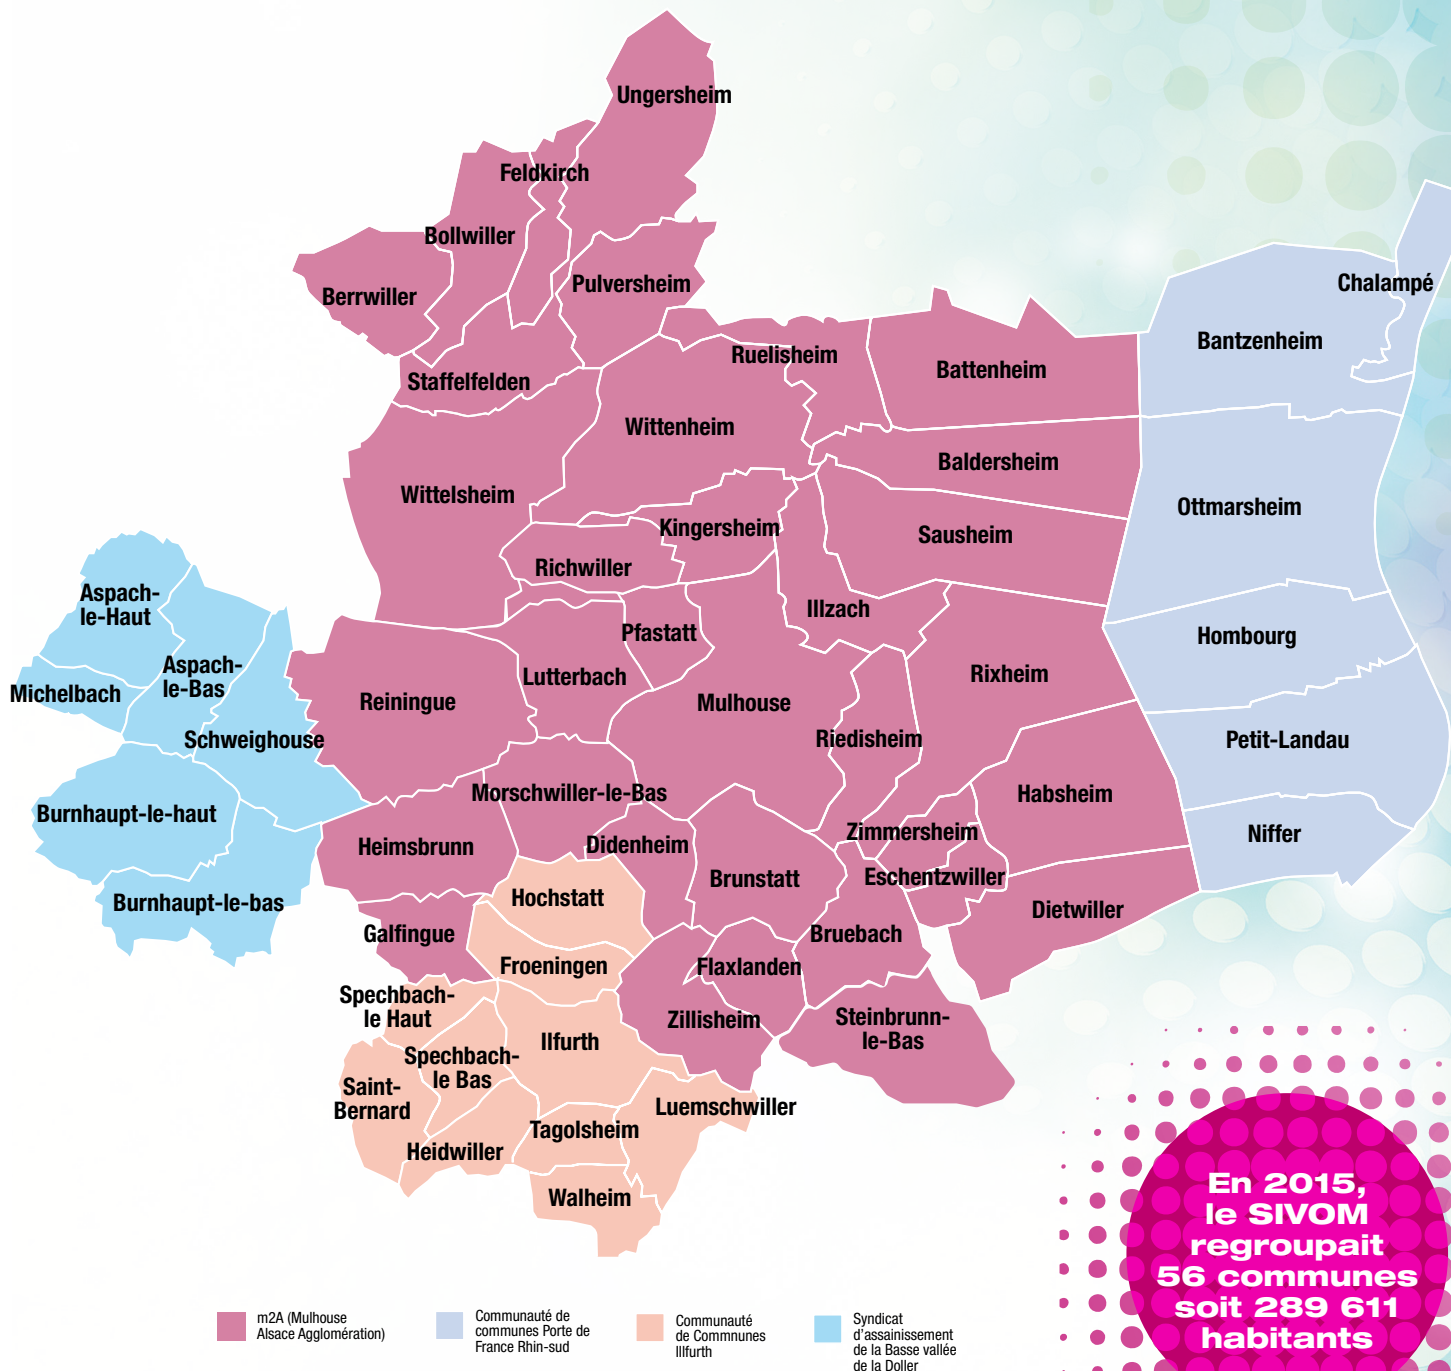 Ungersheim
Feldkirch
Bollwiller
Berrwiller
Pulversheim
Chalampé
Bantzenheim
Ruelisheim
Battenheim
Staffelfelden
Wittenheim
Baldersheim
Wittelsheim
Ottmarsheim
Kingersheim
Sausheim
Richwiller
Aspach-
le-Haut
Illzach
Pfastatt
Hombourg
Aspach-
le-Bas
Michelbach
Lutterbach
Rixheim
Reiningue
Mulhouse
Schweighouse
Riedisheim
Petit-Landau
Morschwiller-le-Bas
Habsheim
Burnhaupt-le-haut
Zimmersheim
Niffer
Heimsbrunn
Didenheim
Brunstatt
Eschentzwiller
Hochstatt
Burnhaupt-le-bas
Dietwiller
Galfingue
Bruebach
Froeningen
Flaxlanden
Spechbach-
le Haut
Zillisheim
Steinbrunn-
le-Bas
Ilfurth
Spechbach-
le Bas
Saint-
Bernard
Luemschwiller
Tagolsheim
Heidwiller
Walheim
En 2015,
le SIVOM
regroupait
56 communes
soit 289 611
habitants
m2A (Mulhouse
Alsace Agglomération)
Communauté de
communes Porte de
France Rhin-sud
Communauté
de Commnunes
Illfurth
Syndicat
d'assainissement
de la Basse vallée
de la Doller